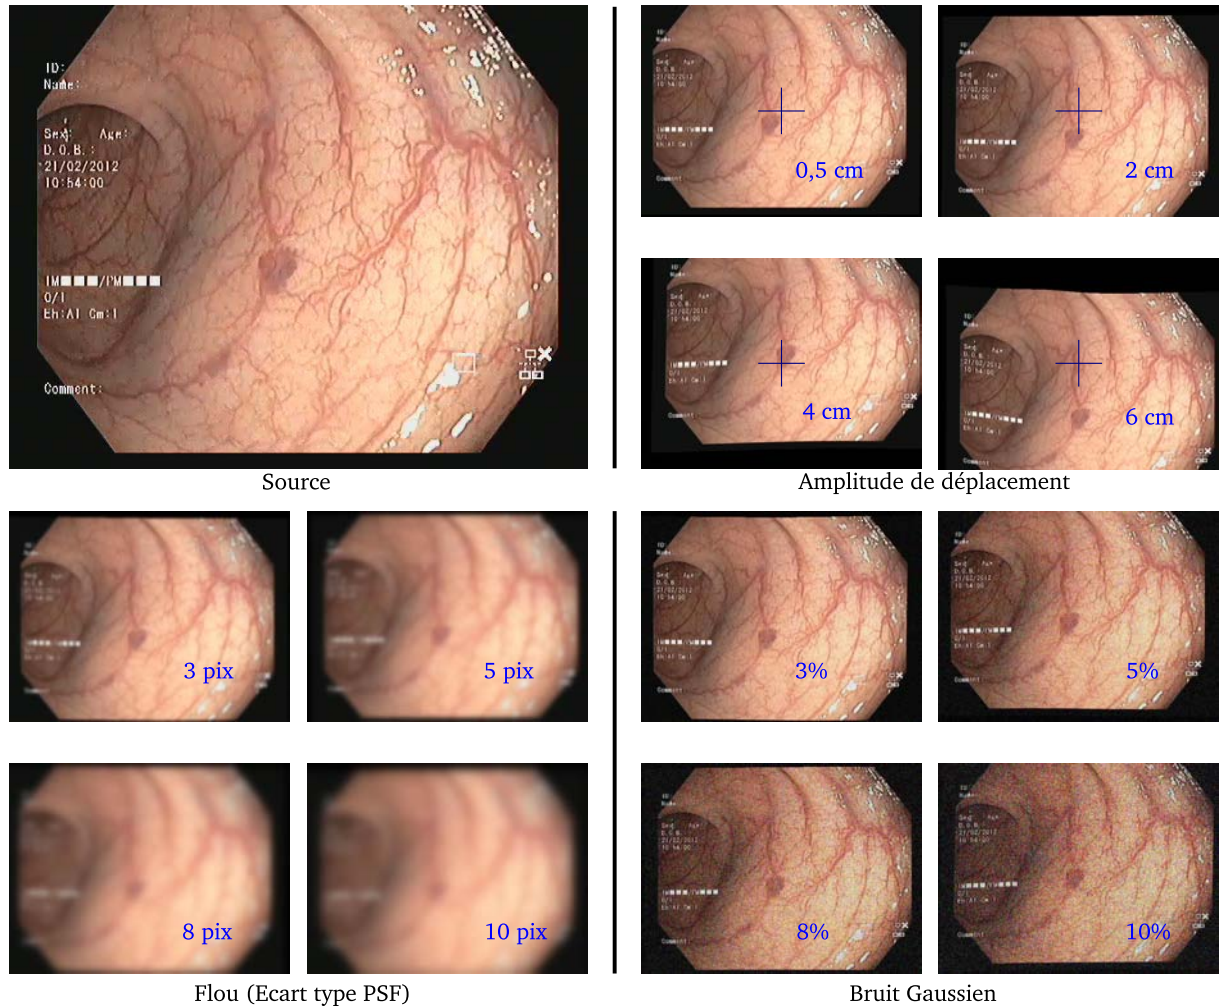 ID:
Name:
Sex: Age:
D.O.B.:
21/02/2012
10:54:00
IM■■■/PM■■■
0/1
Eh:A1 Cm:1
Comment:
Source
0,5 cm
2 cm
4 cm
6 cm
Amplitude de déplacement
3 pix
5 pix
8 pix
10 pix
Flou (Ecart type PSF)
3%
5%
8%
10%
Bruit Gaussien